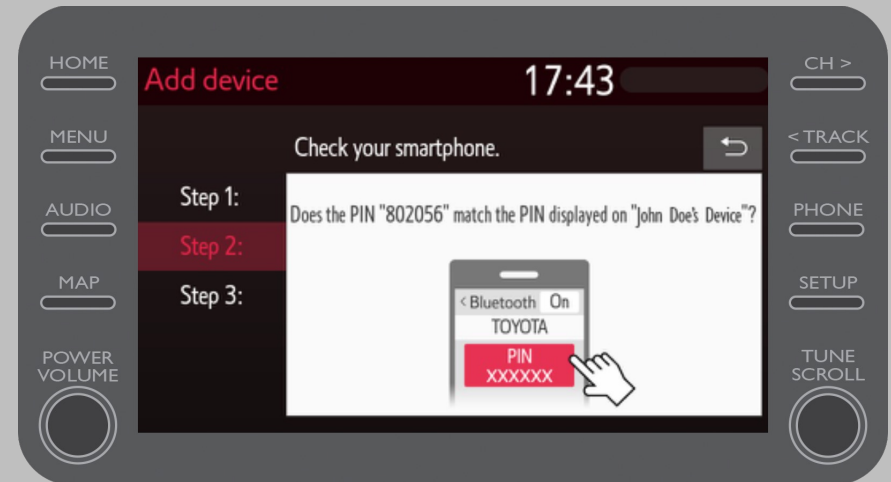 HOME
MENU
AUDIO
MAP
POWER
VOLUME
Add device
17:43
Check your smartphone.
Step 1:
Step 2:
Step 3:
Does the PIN "802056" match the PIN displayed on "John Doe's Device"?
< Bluetooth On
TOYOTA
PIN
XXXXXX
CH >
< TRACK
PHONE
SETUP
TUNE
SCROLL